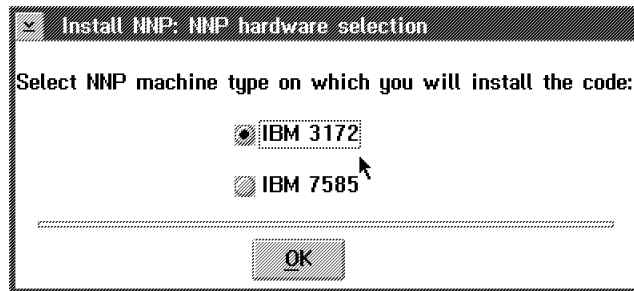 Install NNP: NNP hardware selection
Select NNP machine type on which you will install the code:
IBM 3172
IBM 7585
OK